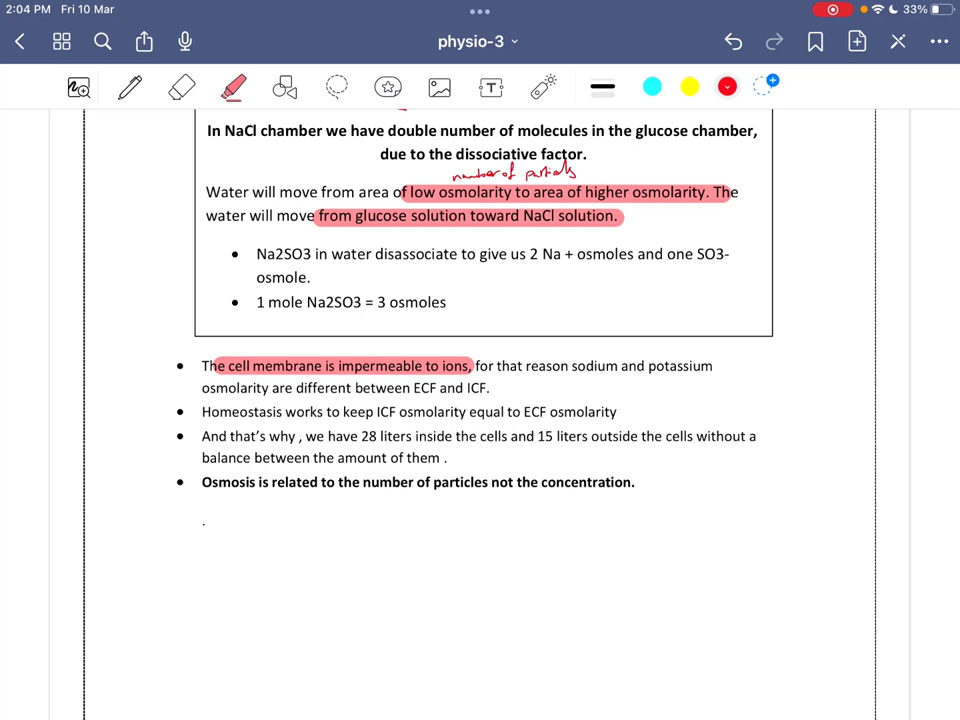 2:04 PM Fri 10 Mar
33%
physio-3
T
In NaCl chamber we have double number of molecules in the glucose chamber,
due to the dissociative factor.
number of particals
Water will move from area of low osmolarity to area of higher osmolarity. The
water will move from glucose solution toward NaCl solution.
• Na2SO3 in water disassociate to give us 2 Na + osmoles and one SO3-
osmole.
• 1 mole Na2SO3 = 3 osmoles
• The cell membrane is impermeable to ions, for that reason sodium and potassium
osmolarity are different between ECF and ICF.
• Homeostasis works to keep ICF osmolarity equal to ECF osmolarity
• And that's why , we have 28 liters inside the cells and 15 liters outside the cells without a
balance between the amount of them .
• Osmosis is related to the number of particles not the concentration.
.